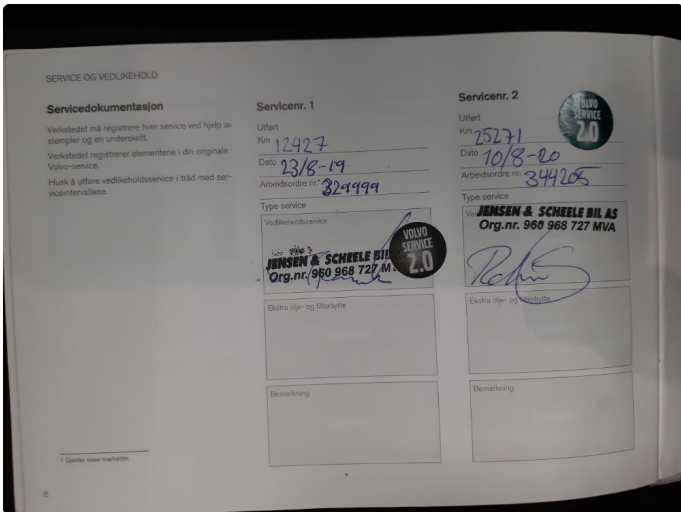 SERVICE OG VEDLIKEHOLD
Servicedokumentasjon
Verkstedet må registrere hver service ved hjelp av
stempler og en underskrift.
Verkstedet registrerer elementene i din originale
Volvo-service.
Husk å utføre vedlikeholdsservice i tråd med ser-
viceintervallene.
¹ Gjelder visse markeder.
6
Servicenr. 1
Utført
Km 12427
Dato 23/8-19
Arbeidsordre nr.¹ 329999
Type service
Vedlikeholdsservice
JENSEN & SCHEELE BIL
Org.nr. 960 968 727 M
VOLVO
SERVICE
2.0
Ekstra olje- og filterbytte
Bemerkning
Servicenr. 2
Utført
Km 25271
VOLVO
SERVICE
2.0
Dato 10/8-20
Arbeidsordre nr. 344205
Type service
JENSEN & SCHEELE BIL AS
Org.nr. 960 968 727 MVA
Ekstra olje- og filterbytte
Bemerkning